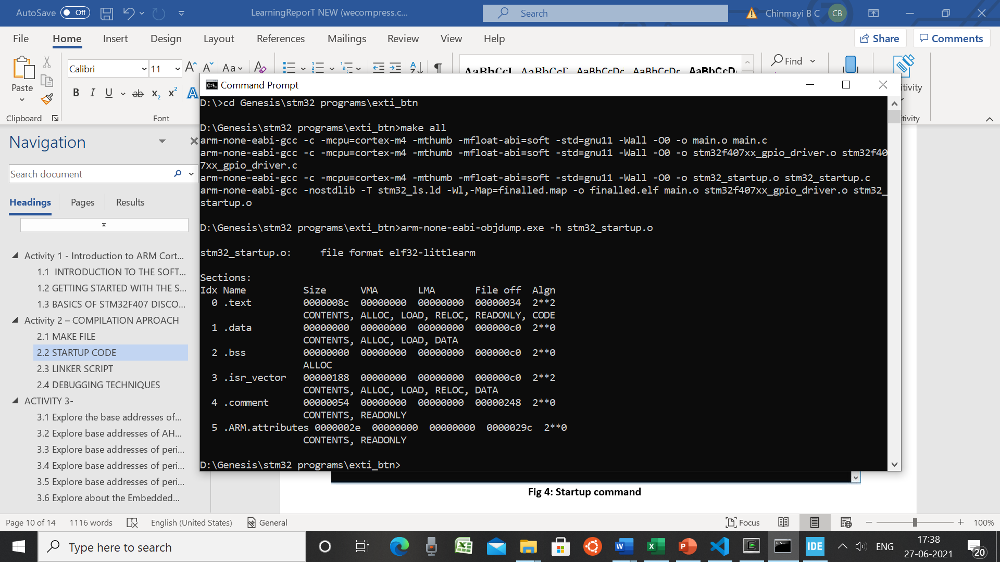 AutoSave Off LearningReporT NEW (wecompress.c... Search Chinmayi B C CB
File Home Insert Design Layout References Mailings Review View Help Share Comments
Calibri 11 Aa Find
Paste
B I U ab x2 x2 A
Clipboard Font
AaBbCcI AaBbCcD AaBbCcDc AaBbCcDc AaBbCcD
itivity
tivity
Navigation
Search document
Headings Pages Results
Activity 1 - Introduction to ARM Cort...
1.1 INTRODUCTION TO THE SOFT...
1.2 GETTING STARTED WITH THE S...
1.3 BASICS OF STM32F407 DISCO...
Activity 2 – COMPILATION APROACH
2.1 MAKE FILE
2.2 STARTUP CODE
2.3 LINKER SCRIPT
2.4 DEBUGGING TECHNIQUES
ACTIVITY 3-
3.1 Explore the base addresses of...
3.2 Explore base addresses of AH...
3.3 Explore base addresses of peri...
3.4 Explore base addresses of peri...
3.5 Explore base addresses of peri...
3.6 Explore about the Embedded...
Command Prompt
D:\>cd Genesis\stm32 programs\exti_btn
D:\Genesis\stm32 programs\exti_btn>make all
arm-none-eabi-gcc -c -mcpu=cortex-m4 -mthumb -mfloat-abi=soft -std=gnu11 -Wall -O0 -o main.o main.c
arm-none-eabi-gcc -c -mcpu=cortex-m4 -mthumb -mfloat-abi=soft -std=gnu11 -Wall -O0 -o stm32f407xx_gpio_driver.o stm32f40
7xx_gpio_driver.c
arm-none-eabi-gcc -c -mcpu=cortex-m4 -mthumb -mfloat-abi=soft -std=gnu11 -Wall -O0 -o stm32_startup.o stm32_startup.c
arm-none-eabi-gcc -nostdlib -T stm32_ls.ld -Wl,-Map=finalled.map -o finalled.elf main.o stm32f407xx_gpio_driver.o stm32_
startup.o
D:\Genesis\stm32 programs\exti_btn>arm-none-eabi-objdump.exe -h stm32_startup.o
stm32_startup.o: file format elf32-littlearm
Sections:
Idx Name Size VMA LMA File off Algn
0 .text 0000008c 00000000 00000000 00000034 2**2
CONTENTS, ALLOC, LOAD, RELOC, READONLY, CODE
1 .data 00000000 00000000 00000000 000000c0 2**0
CONTENTS, ALLOC, LOAD, DATA
2 .bss 00000000 00000000 00000000 000000c0 2**0
ALLOC
3 .isr_vector 00000188 00000000 00000000 000000c0 2**2
CONTENTS, ALLOC, LOAD, RELOC, DATA
4 .comment 00000054 00000000 00000000 00000248 2**0
CONTENTS, READONLY
5 .ARM.attributes 0000002e 00000000 00000000 0000029c 2**0
CONTENTS, READONLY
D:\Genesis\stm32 programs\exti_btn>
Fig 4: Startup command
Page 10 of 14 1116 words English (United States) General Focus 100%
Type here to search IDE ENG 17:38
27-06-2021 20